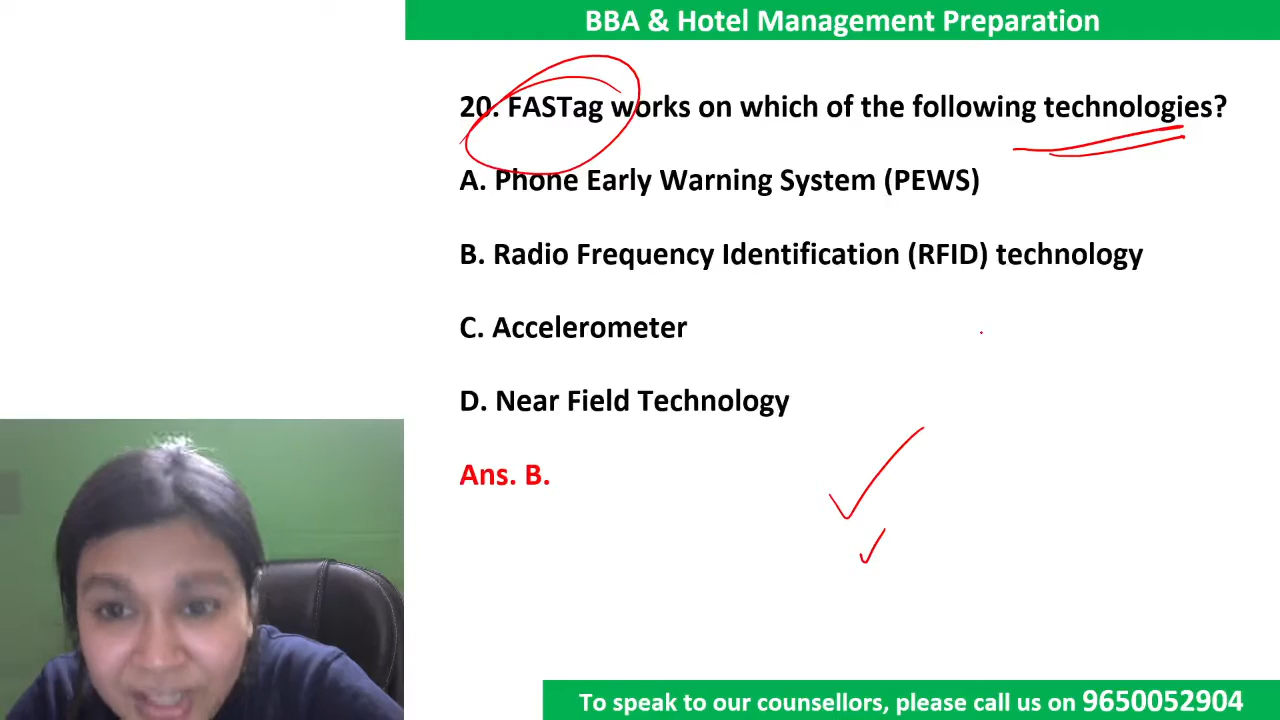 BBA & Hotel Management Preparation
20. FASTag works on which of the following technologies?
A. Phone Early Warning System (PEWS)
B. Radio Frequency Identification (RFID) technology
C. Accelerometer
D. Near Field Technology
Ans. B.
To speak to our counsellors, please call us on 9650052904